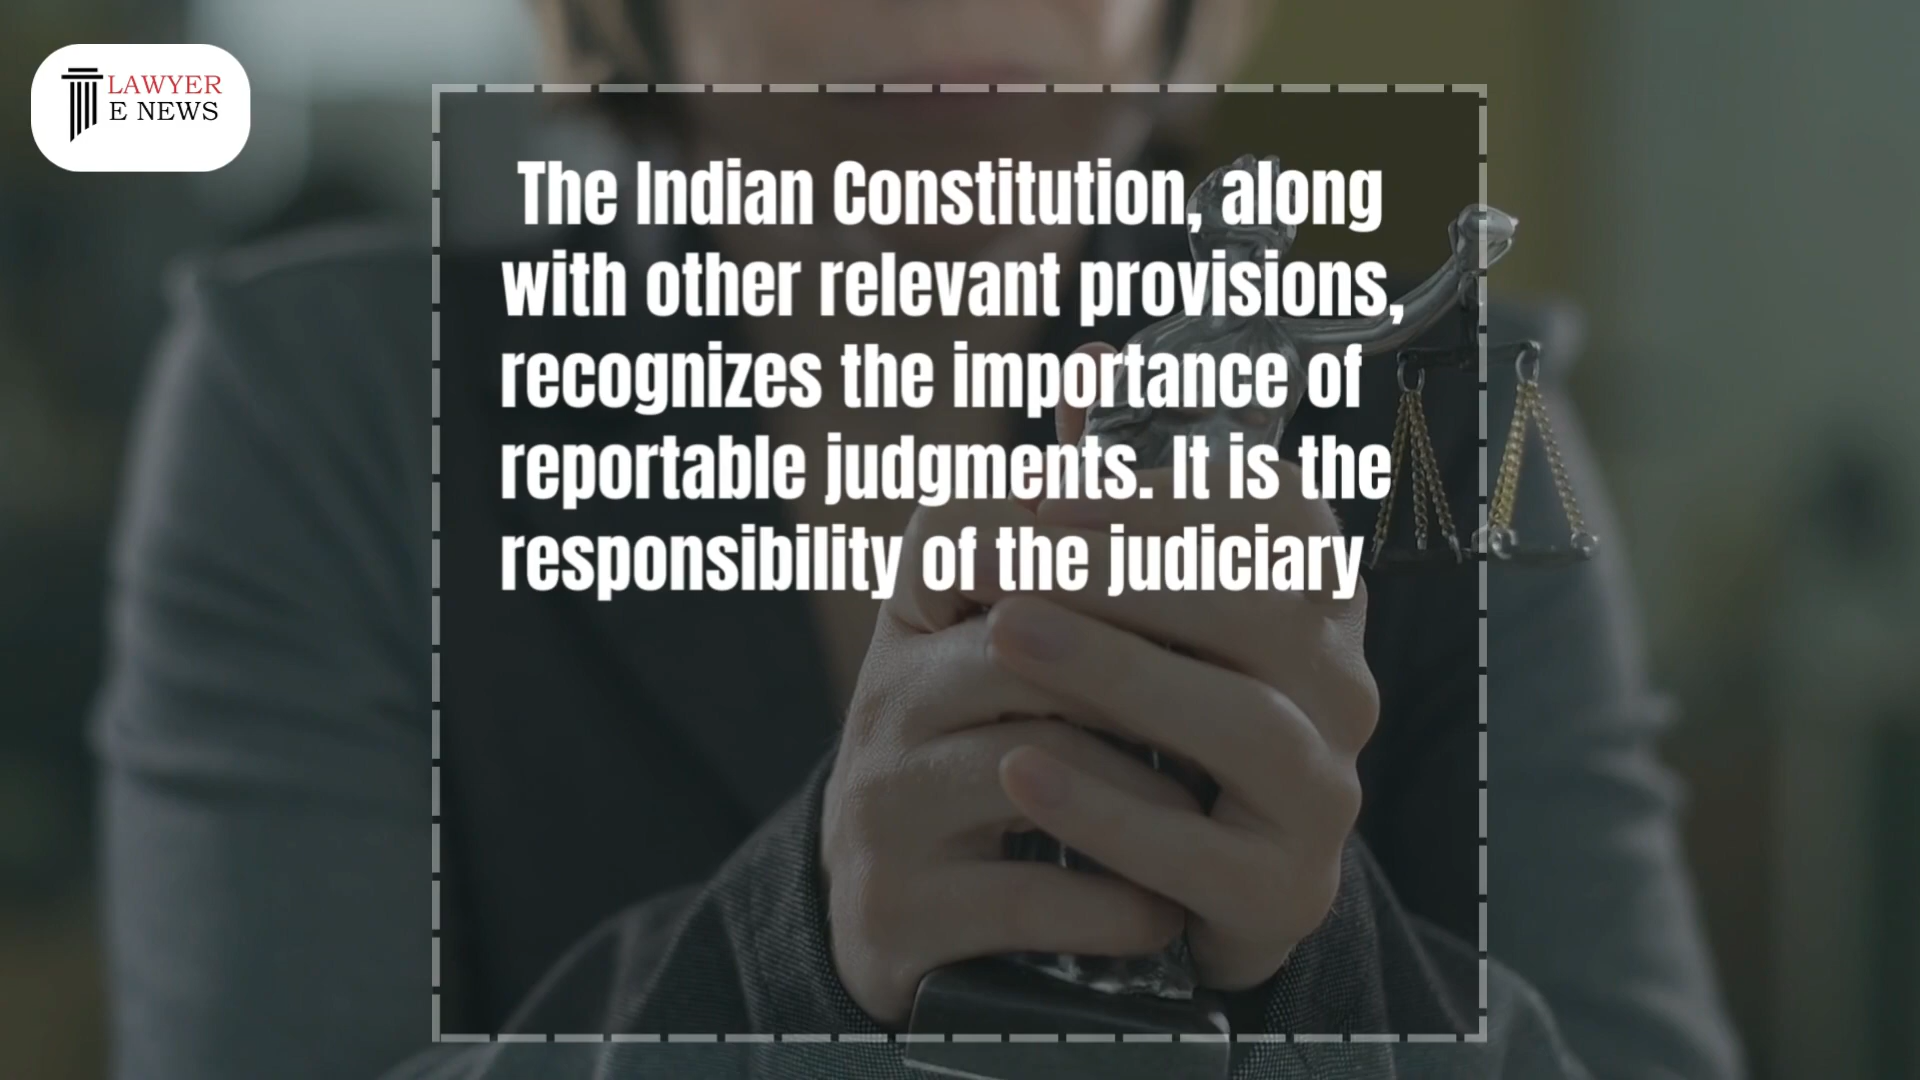 LAWYER
E NEWS
The Indian Constitution, along
with other relevant provisions,
recognizes the importance of
reportable judgments. It is the
responsibility of the judiciary